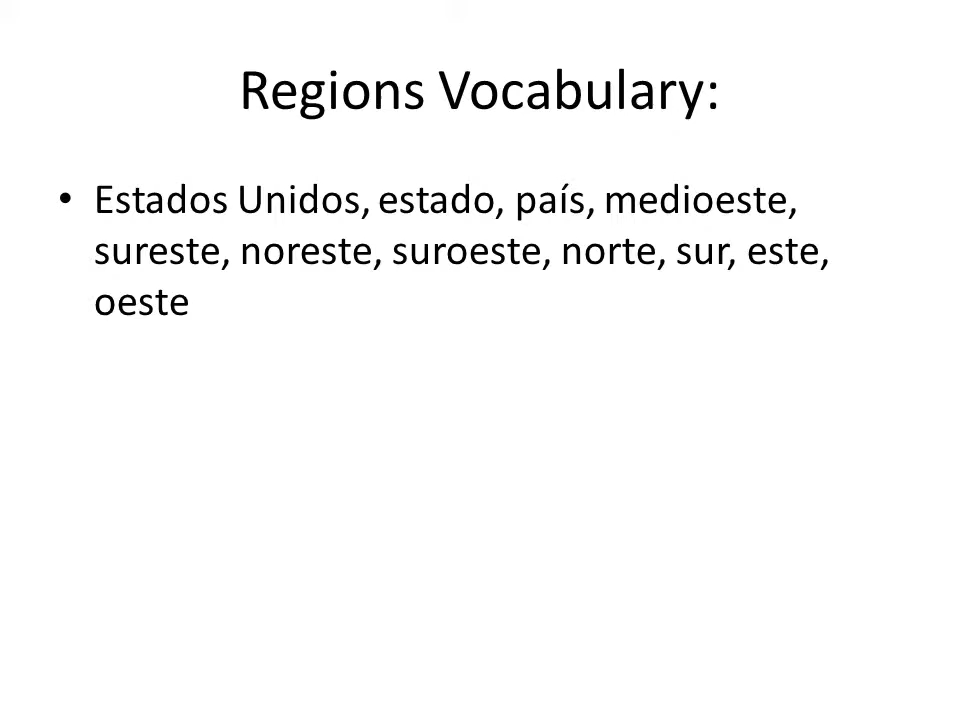 Regions Vocabulary:
• Estados Unidos, estado, país, medioeste,
sureste, noreste, suroeste, norte, sur, este,
oeste